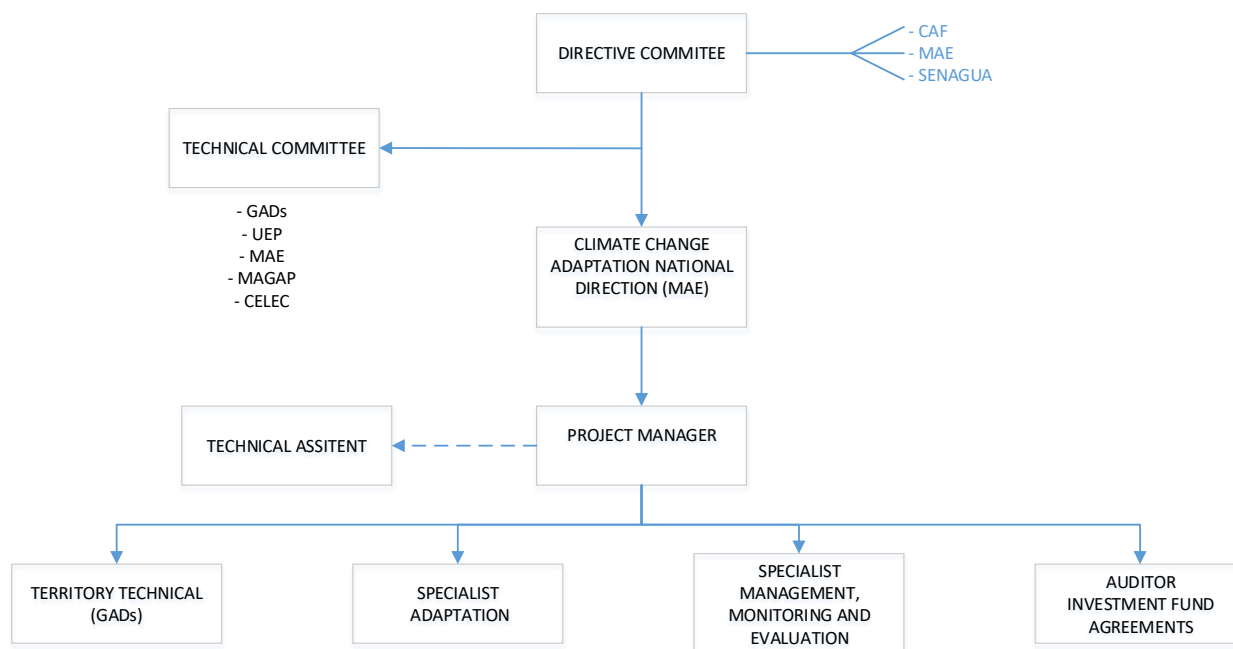 DIRECTIVE COMMITEE
- CAF
- MAE
- SENAGUA
TECHNICAL COMMITTEE
- GADs
- UEP
- MAE
- MAGAP
- CELEC
CLIMATE CHANGE
ADAPTATION NATIONAL
DIRECTION (MAE)
TECHNICAL ASSITENT
PROJECT MANAGER
TERRITORY TECHNICAL
(GADs)
SPECIALIST
ADAPTATION
SPECIALIST
MANAGEMENT,
MONITORING AND
EVALUATION
AUDITOR
INVESTMENT FUND
AGREEMENTS